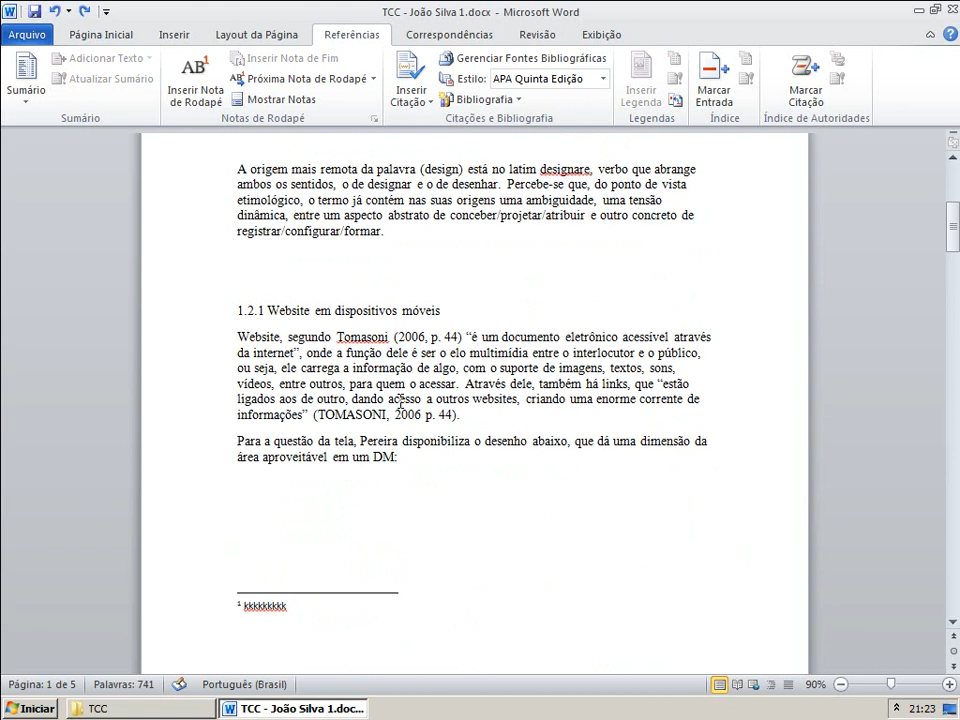 TCC - João Silva 1.docx - Microsoft Word
Arquivo Página Inicial Inserir Layout da Página Referências Correspondências Revisão Exibição
Sumário
Adicionar Texto
Atualizar Sumário
Sumário
AB1
Inserir Nota de Rodapé
Inserir Nota de Fim
Próxima Nota de Rodapé
Mostrar Notas
Notas de Rodapé
Inserir Citação
Gerenciar Fontes Bibliográficas
Estilo: APA Quinta Edição
Bibliografia
Citações e Bibliografia
Inserir Legenda
Legendas
Marcar Entrada
Índice
Marcar Citação
Índice de Autoridades
A origem mais remota da palavra (design) está no latim designare, verbo que abrange
ambos os sentidos, o de designar e o de desenhar. Percebe-se que, do ponto de vista
etimológico, o termo já contém nas suas origens uma ambiguidade, uma tensão
dinâmica, entre um aspecto abstrato de conceber/projetar/atribuir e outro concreto de
registrar/configurar/formar.
1.2.1 Website em dispositivos móveis
Website, segundo Tomasoni (2006, p. 44) “é um documento eletrônico acessível através
da internet”, onde a função dele é ser o elo multimídia entre o interlocutor e o público,
ou seja, ele carrega a informação de algo, com o suporte de imagens, textos, sons,
vídeos, entre outros, para quem o acessar. Através dele, também há links, que “estão
ligados aos de outro, dando acesso a outros websites, criando uma enorme corrente de
informações” (TOMASONI, 2006 p. 44).
Para a questão da tela, Pereira disponibiliza o desenho abaixo, que dá uma dimensão da
área aproveitável em um DM:
1 kkkkkkkkk
Página: 1 de 5 Palavras: 741 Português (Brasil) 90%
Iniciar TCC TCC - João Silva 1.doc... 21:23